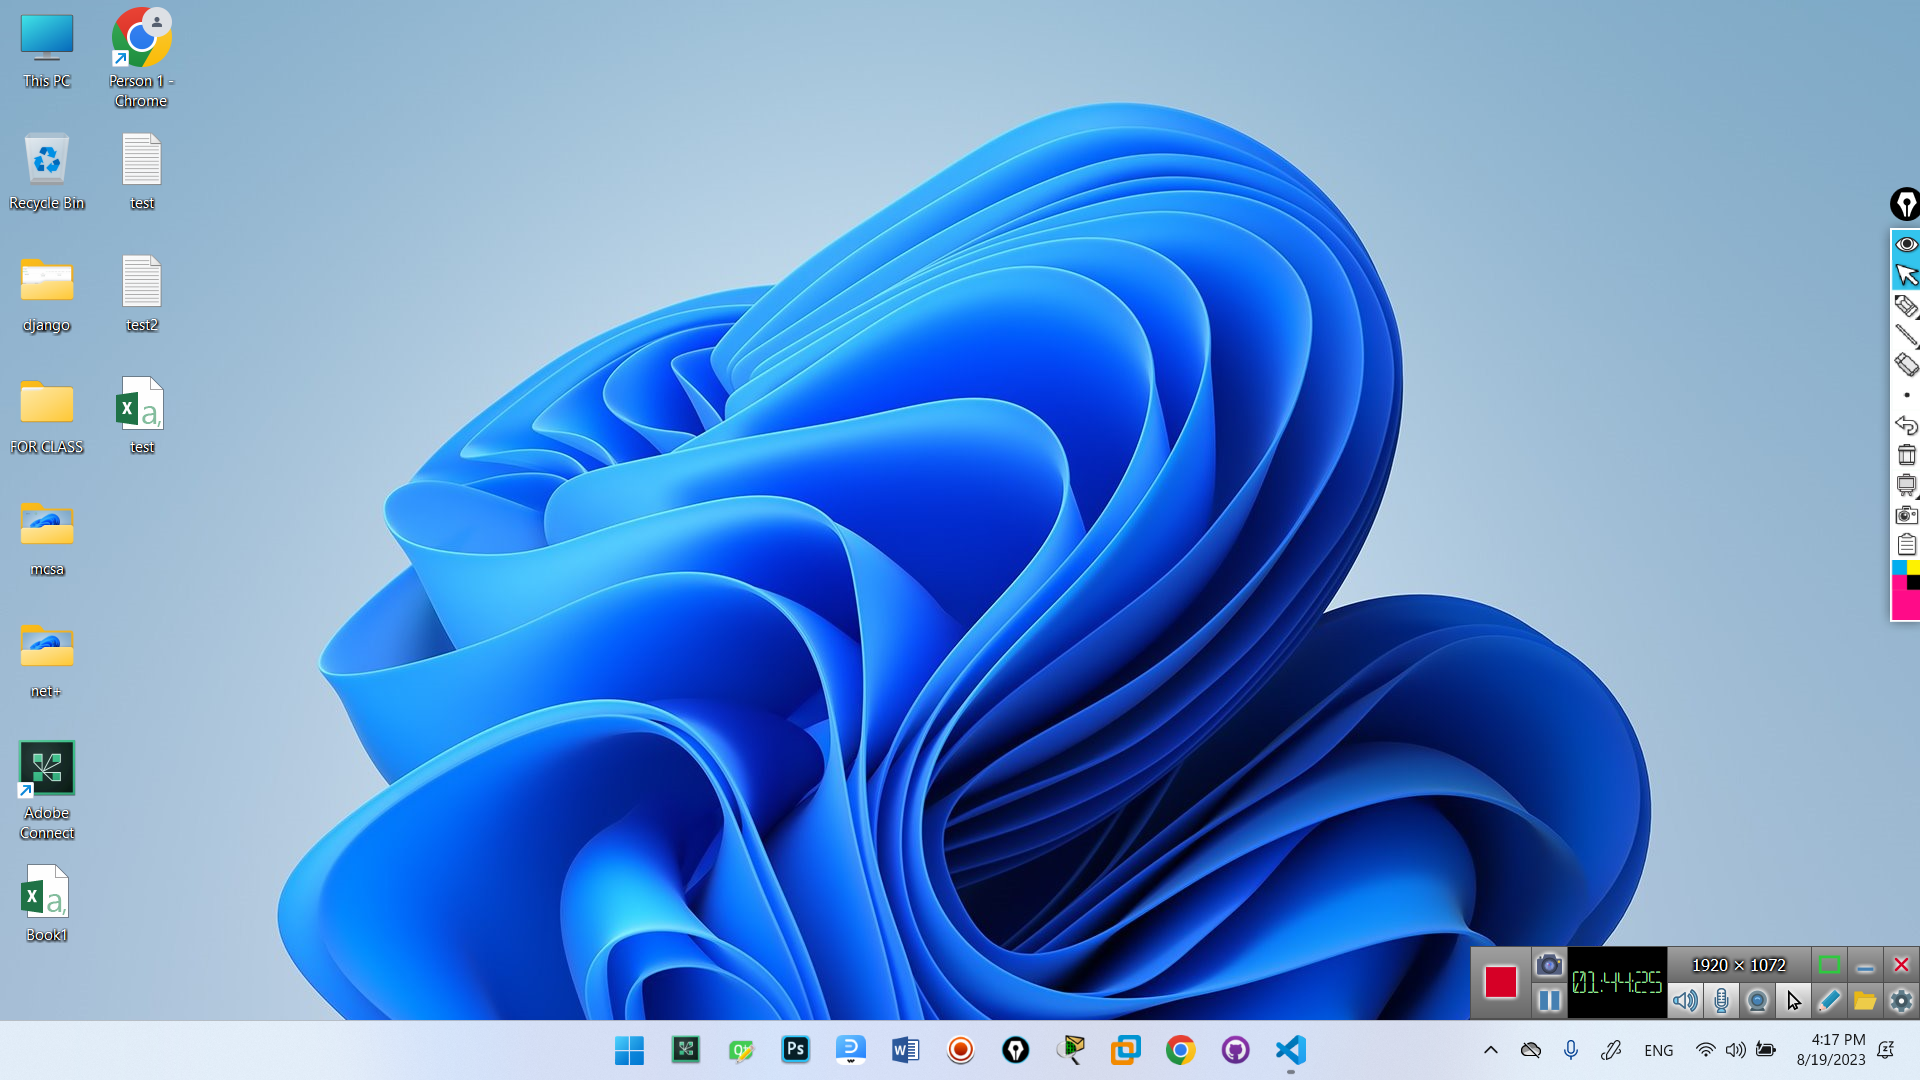 This PC
Person 1 -
Chrome
Recycle Bin
test
django
test2
FOR CLASS
test
mcsa
net+
Adobe
Connect
Book1
01:44:25
1920 × 1072
ENG
4:17 PM
8/19/2023